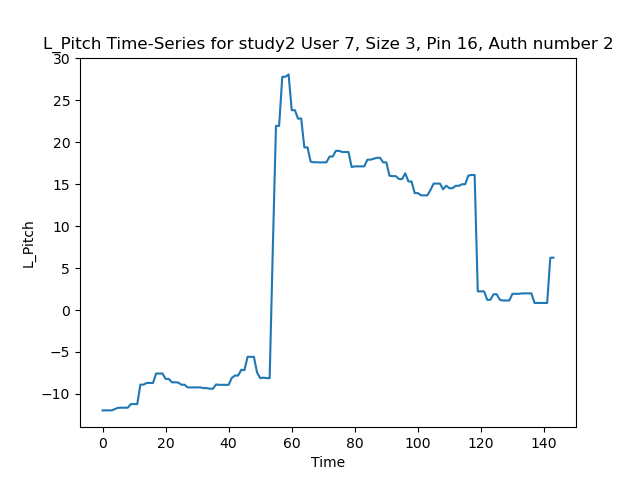 L_Pitch Time-Series for study2 User 7, Size 3, Pin 16, Auth number 2
30
25
20
15
10
5
0
−5
−10
L_Pitch
0 20 40 60 80 100 120 140
Time